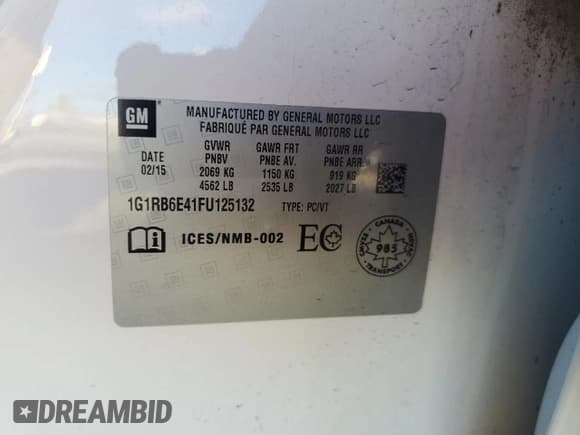 GM
MANUFACTURED BY GENERAL MOTORS LLC
FABRIQUÉ PAR GENERAL MOTORS LLC
DATE
02/15
GVWR
PNBV
2069 KG
4562 LB
GAWR FRT
PNBE AV.
1150 KG
2535 LB
GAWR RR
PNBE ARR
919 KG
2027 LB
1G1RB6E41FU125132 TYPE: PC/VT
ICES/NMB-002 EC
CANADA
985
TRANSPORT
DREAMBID